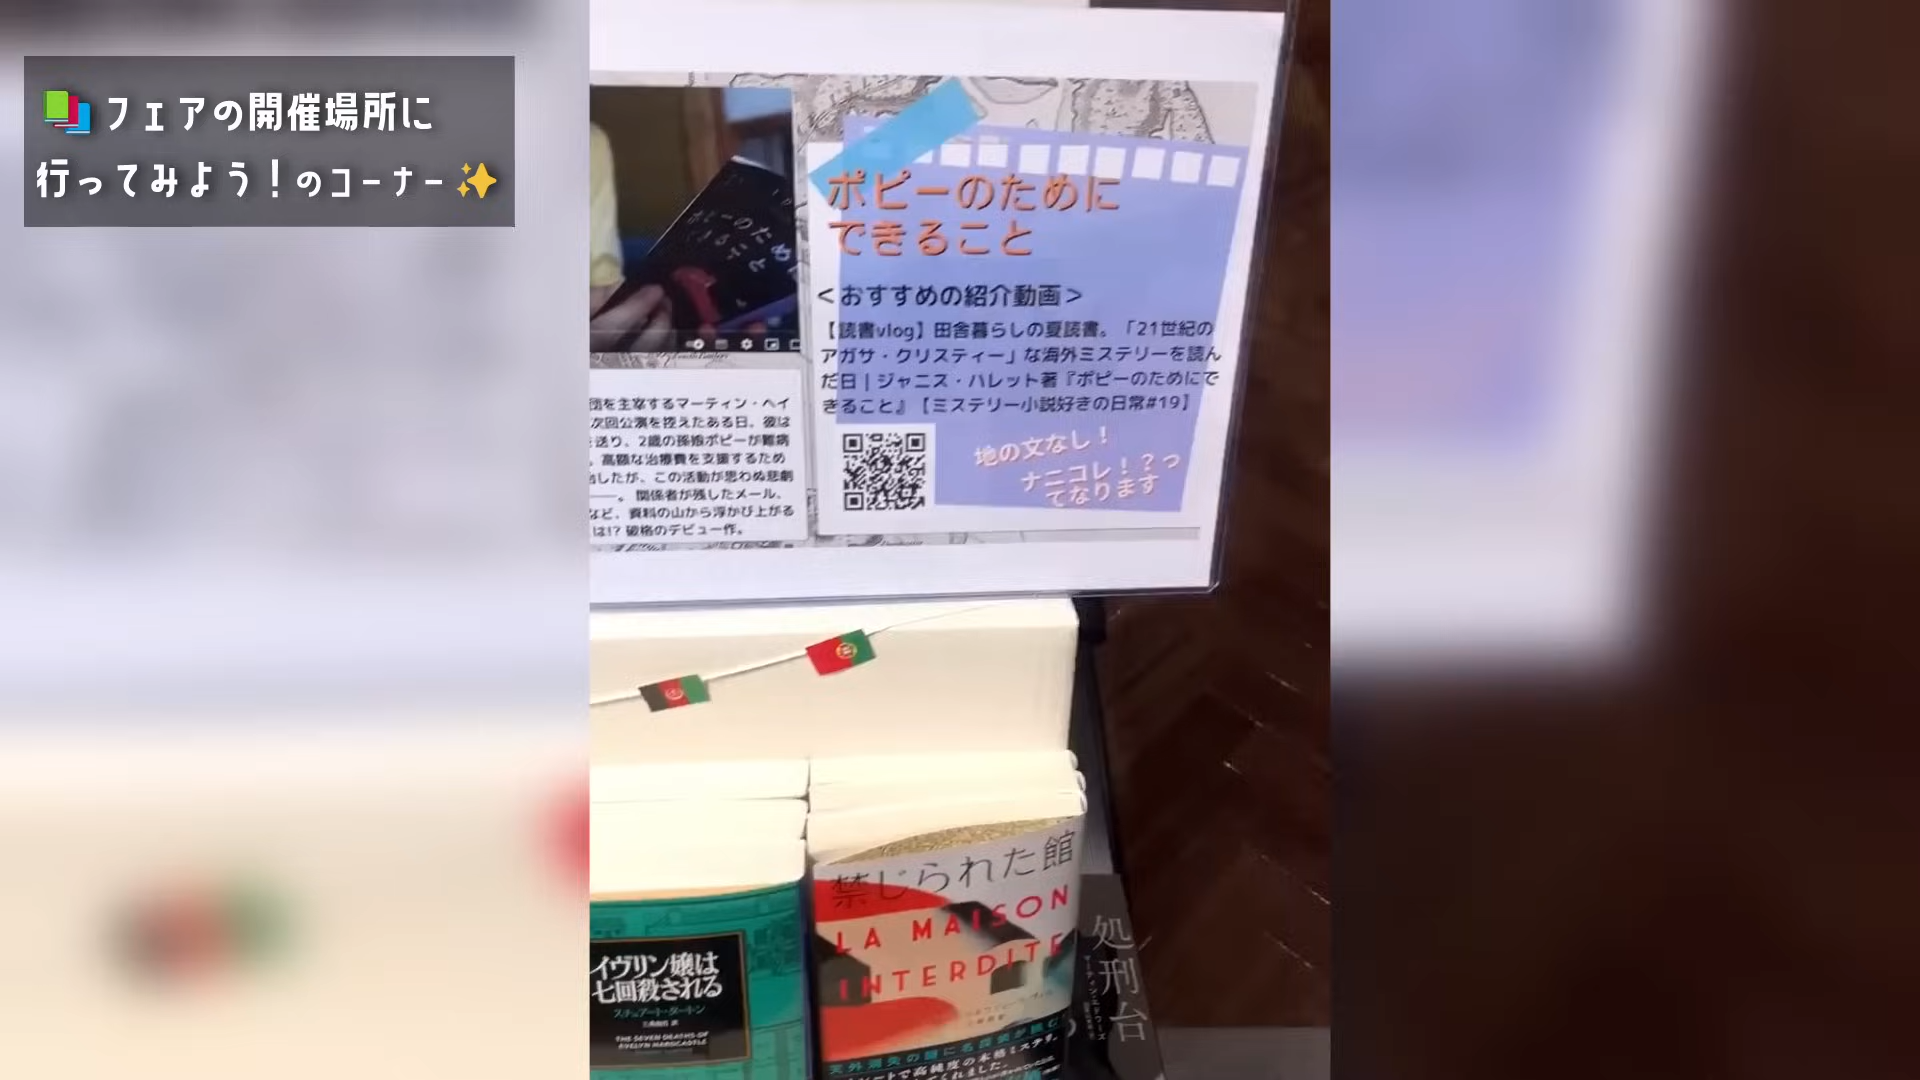 フェアの開催場所に
行ってみよう！のコーナー
ポピーのために
できること
＜おすすめの紹介動画＞
【読書vlog】田舎暮らしの夏読書。「21世紀の
アガサ・クリスティー」な海外ミステリーを読ん
だ日｜ジャニス・ハレット著『ポピーのためにで
きること』【ミステリー小説好きの日常#19】
地の文なし！
ナニコレ！？っ
てなります
団を主宰するマーティン・ヘイ
次回公演を控えたある日、彼は
送り、2歳の孫娘ポピーが難病
、高額な治療費を支援するため
出したが、この活動が思わぬ悲劇
――。関係者が残したメール、
など、資料の山から浮かび上がる
は!? 破格のデビュー作。
イヴリン嬢は
七回殺される
スチュアート・タートン
THE SEVEN DEATHS OF
EVELYN HARDCASTLE
禁じられた館
LA MAISON
INTERDITE
処刑台
マーティン・エドワーズ